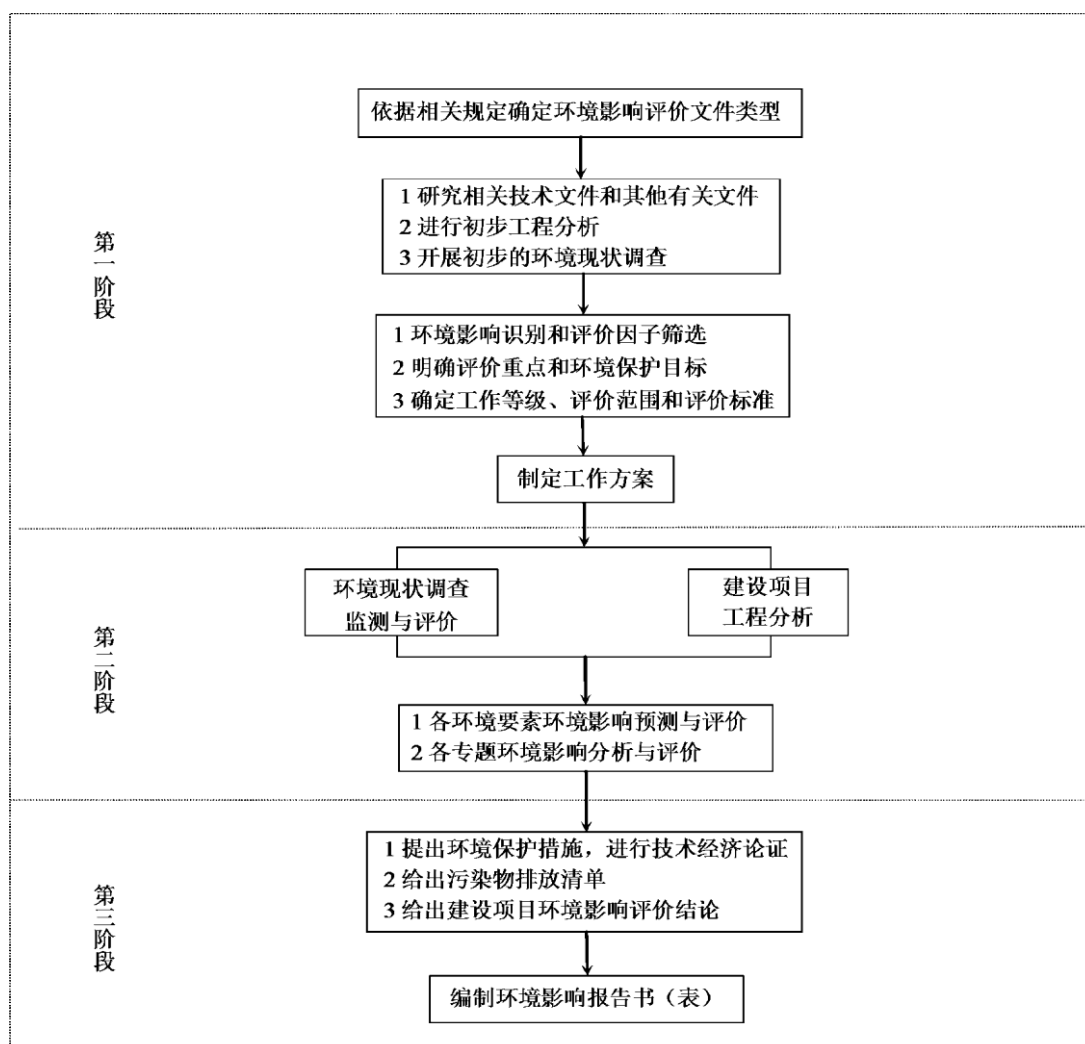 依据相关规定确定环境影响评价文件类型
1 研究相关技术文件和其他有关文件
2 进行初步工程分析
3 开展初步的环境现状调查
第一阶段
1 环境影响识别和评价因子筛选
2 明确评价重点和环境保护目标
3 确定工作等级、评价范围和评价标准
制定工作方案
环境现状调查
监测与评价
建设项目
工程分析
第二阶段
1 各环境要素环境影响预测与评价
2 各专题环境影响分析与评价
1 提出环境保护措施，进行技术经济论证
2 给出污染物排放清单
3 给出建设项目环境影响评价结论
第三阶段
编制环境影响报告书（表）